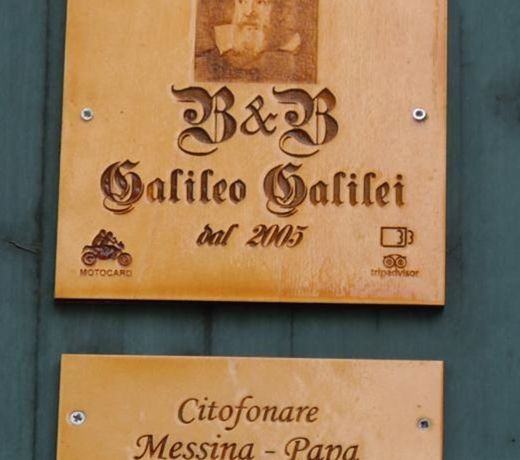 B&B
Galileo Galilei
dal 2005
MOTOCARD
tripadvisor
Citofonare
Messina - Papa